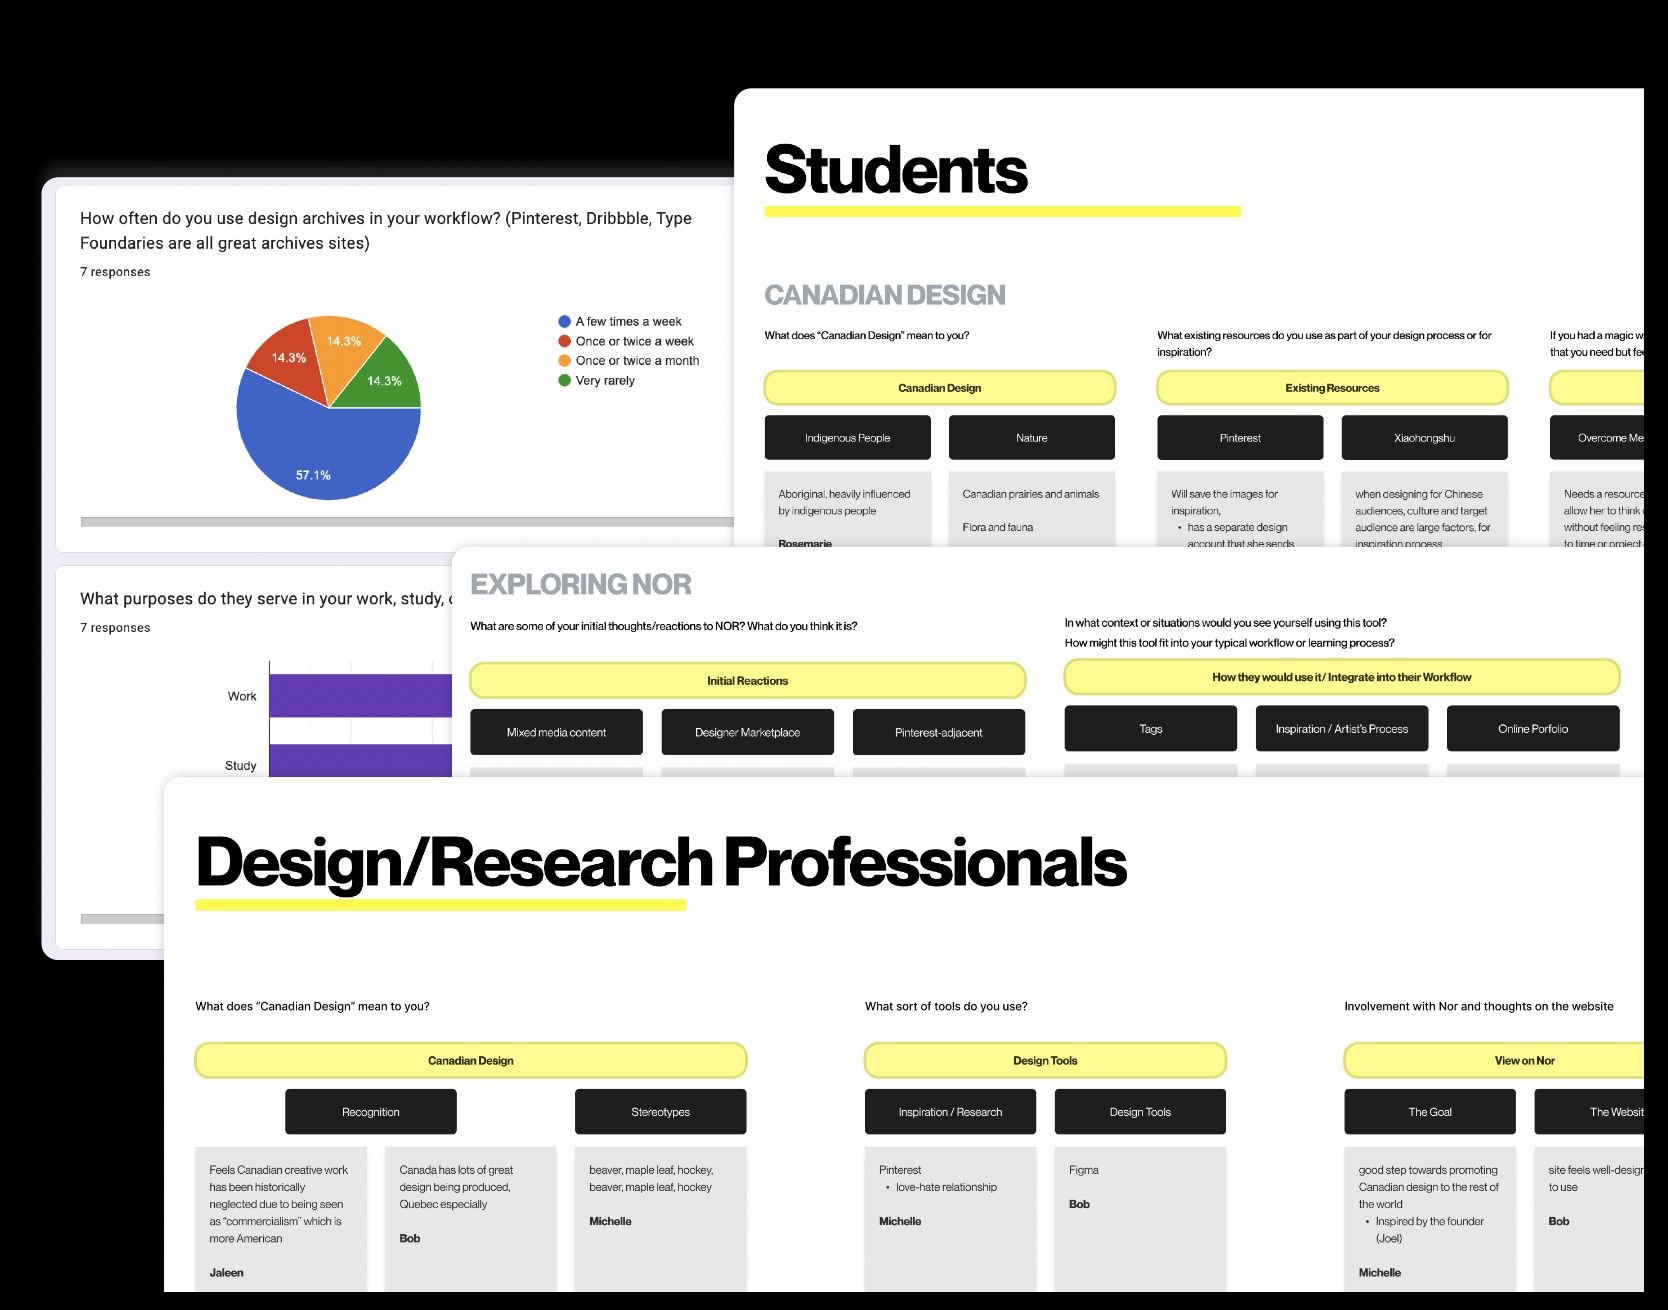 How often do you use design archives in your workflow? (Pinterest, Dribbble, Type
Foundaries are all great archives sites)
7 responses
14.3%
14.3%
14.3%
57.1%
A few times a week
Once or twice a week
Once or twice a month
Very rarely
What purposes do they serve in your work, study,
7 responses
Work
Study
Students
CANADIAN DESIGN
What does “Canadian Design” mean to you?
Canadian Design
Indigenous People
Nature
Aboriginal, heavily influenced
by indigenous people
Rosemarie
Canadian prairies and animals
Flora and fauna
What existing resources do you use as part of your design process or for
inspiration?
Existing Resources
Pinterest
Xiaohongshu
Will save the images for
inspiration,
• has a separate design
account that she sends
when designing for Chinese
audiences, culture and target
audience are large factors, for
inspiration process
If you had a magic
that you need but
Overcome
Needs a resource
allow her to think
without feeling
to time or project
EXPLORING NOR
What are some of your initial thoughts/reactions to NOR? What do you think it is?
Initial Reactions
Mixed media content
Designer Marketplace
Pinterest-adjacent
In what context or situations would you see yourself using this tool?
How might this tool fit into your typical workflow or learning process?
How they would use it/ Integrate into their Workflow
Tags
Inspiration / Artist's Process
Online Porfolio
Design/Research Professionals
What does “Canadian Design” mean to you?
Canadian Design
Recognition
Stereotypes
Feels Canadian creative work
has been historically
neglected due to being seen
as “commercialism” which is
more American
Jaleen
Canada has lots of great
design being produced,
Quebec especially
Bob
beaver, maple leaf, hockey,
beaver, maple leaf, hockey
Michelle
What sort of tools do you use?
Design Tools
Inspiration / Research
Design Tools
Pinterest
• love-hate relationship
Michelle
Figma
Bob
Involvement with Nor and thoughts on the website
View on Nor
The Goal
The Websit
good step towards promoting
Canadian design to the rest of
the world
• Inspired by the founder
(Joel)
Michelle
site feels well-design
to use
Bob